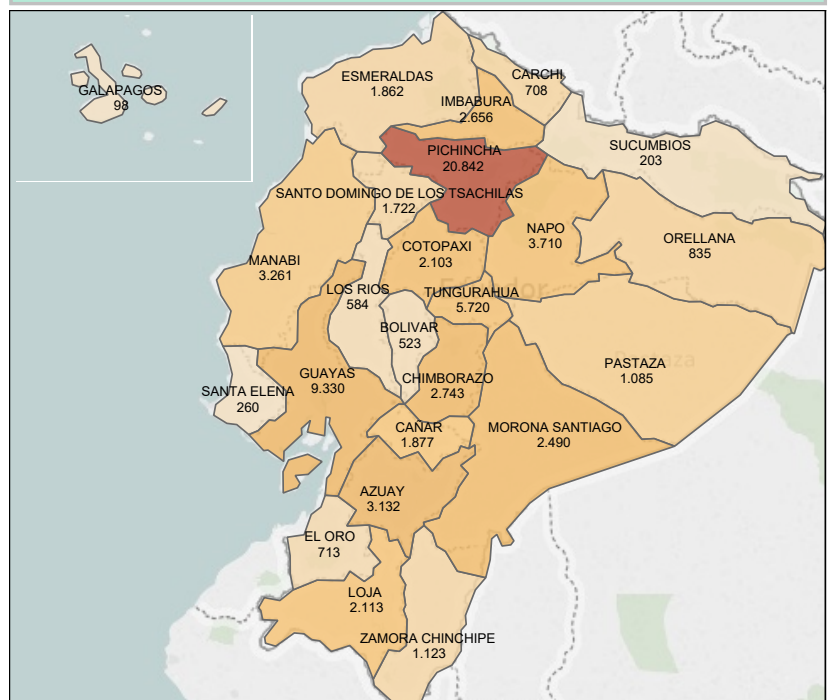 GALAPAGOS
98
ESMERALDAS
1.862
CARCHI
708
IMBABURA
2.656
PICHINCHA
20.842
SUCUMBIOS
203
SANTO DOMINGO DE LOS TSACHILAS
1.722
NAPO
3.710
ORELLANA
835
COTOPAXI
2.103
MANABI
3.261
LOS RIOS
584
TUNGURAHUA
5.720
BOLIVAR
523
PASTAZA
1.085
GUAYAS
9.330
CHIMBORAZO
2.743
SANTA ELENA
260
CAÑAR
1.877
MORONA SANTIAGO
2.490
AZUAY
3.132
EL ORO
713
LOJA
2.113
ZAMORA CHINCHIPE
1.123